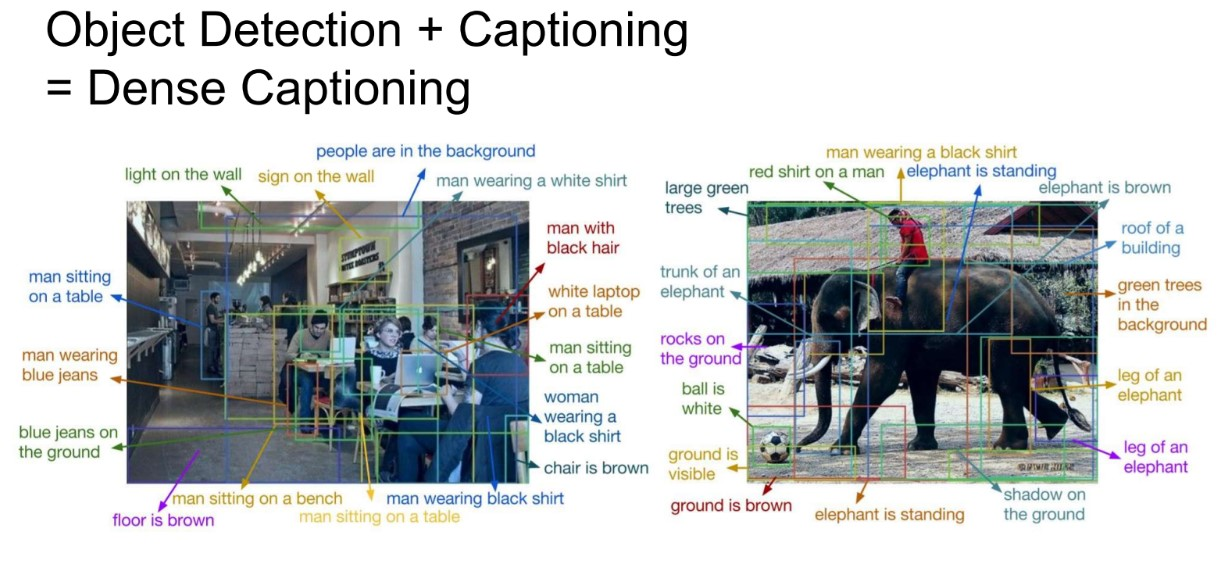 Object Detection + Captioning
= Dense Captioning
people are in the background
light on the wall
sign on the wall
man wearing a white shirt
man with
black hair
man sitting
on a table
white laptop
on a table
man wearing
blue jeans
man sitting
on a table
woman
wearing a
black shirt
blue jeans on
the ground
chair is brown
man sitting on a bench
man wearing black shirt
man sitting on a table
floor is brown
STUMPTOWN
COFFEE ROASTERS
man wearing a black shirt
red shirt on a man
elephant is standing
large green
trees
elephant is brown
roof of a
building
trunk of an
elephant
green trees
in the
background
rocks on
the ground
ball is
white
leg of an
elephant
ground is
visible
leg of an
elephant
ground is brown
elephant is standing
shadow on
the ground